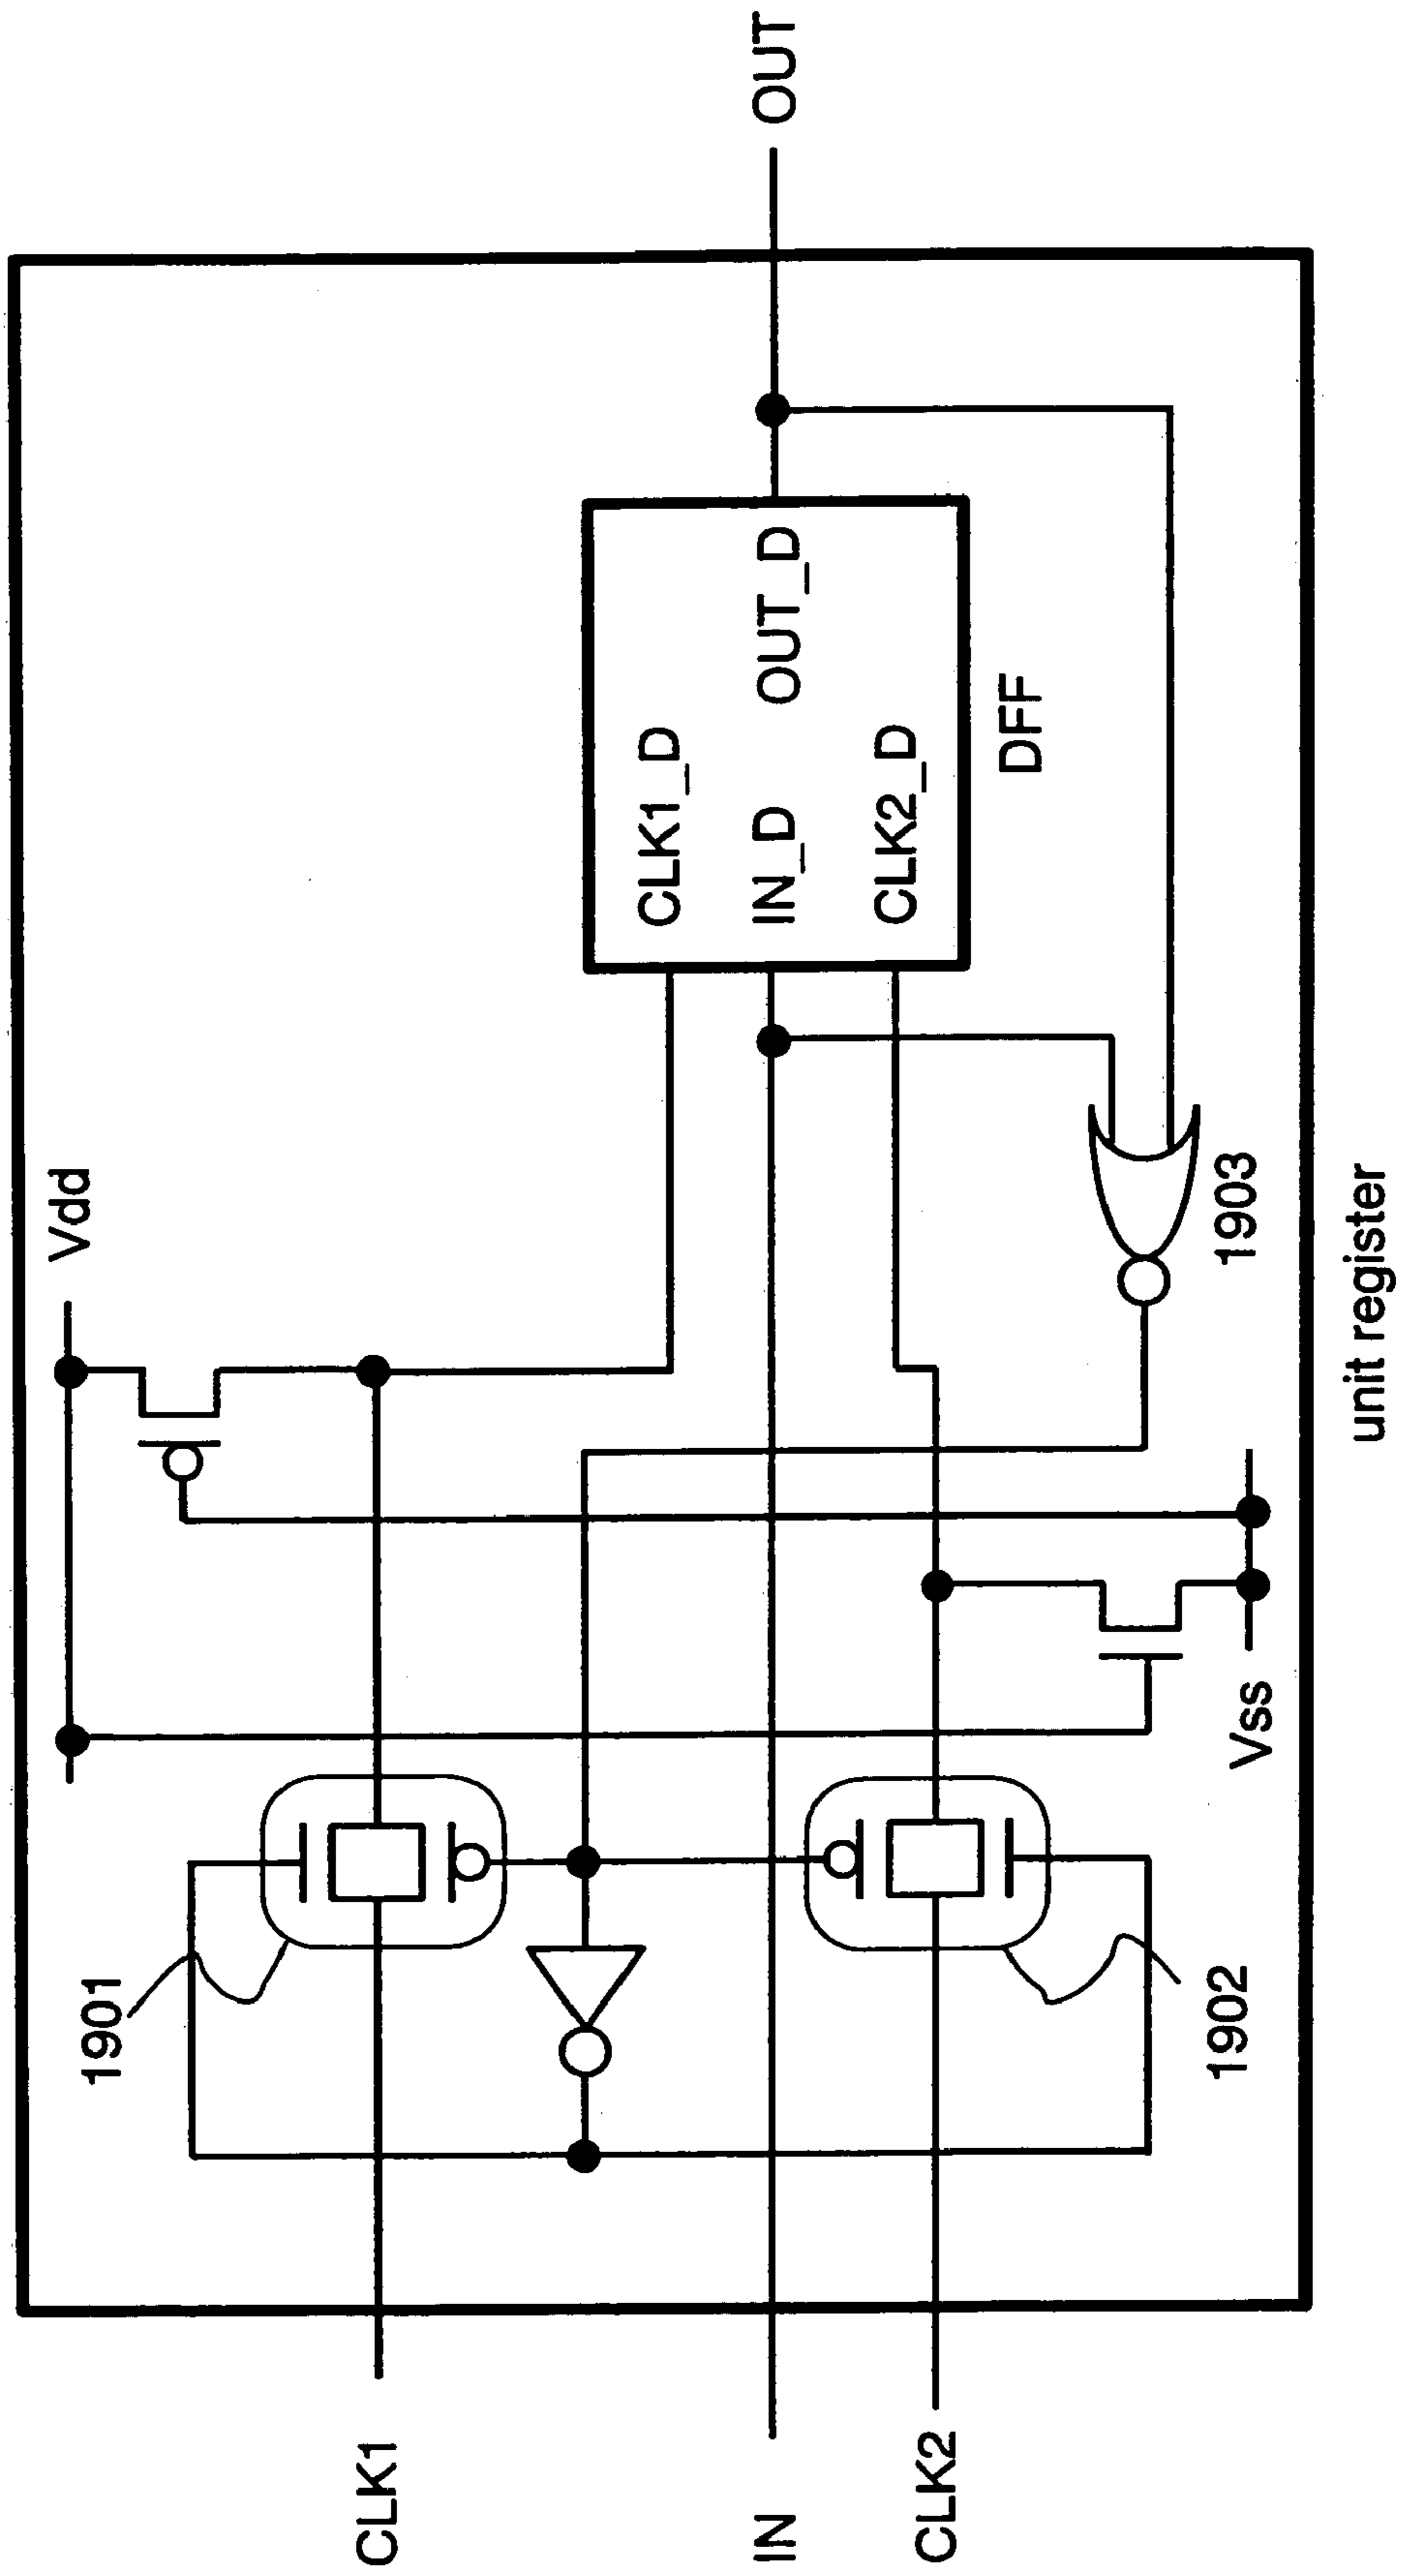 Vdd
1901
CLK1
CLK1_D
IN
IN_D
OUT_D
OUT
CLK2
CLK2_D
DFF
1902
Vss
1903
unit register